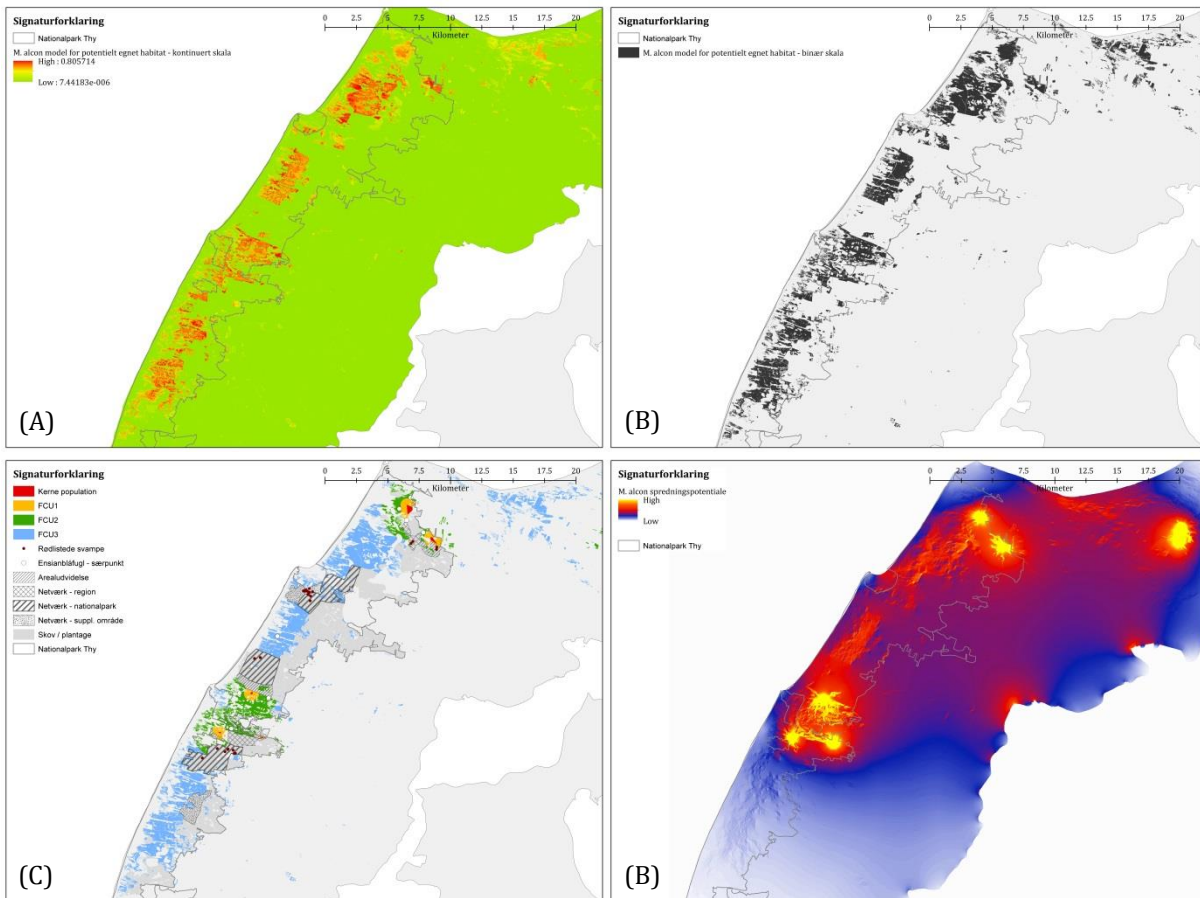 Signaturforklaring
Nationalpark Thy
M. alcon model for potentielt egnet habitat - kontinuert skala
High : 0.805714
Low : 7.44183e-006
0 2.5 5 7.5 10 12.5 15 17.5 20
Kilometer
(A)
Signaturforklaring
Nationalpark Thy
M. alcon model for potentielt egnet habitat - binær skala
0 2.5 5 7.5 10 12.5 15 17.5 20
Kilometer
(B)
Signaturforklaring
Kerne population
FCU1
FCU2
FCU3
Rødlistede svampe
Ensianblåfugl - særpunkt
Arealudvidelse
Netværk - region
Netværk - nationalpark
Netværk - suppl. område
Skov / plantage
Nationalpark Thy
0 2.5 5 7.5 10 12.5 15 17.5 20
Kilometer
(C)
Signaturforklaring
M. alcon spredningspotentiale
High
Low
Nationalpark Thy
0 2.5 5 7.5 10 12.5 15 17.5 20
Kilometer
(B)